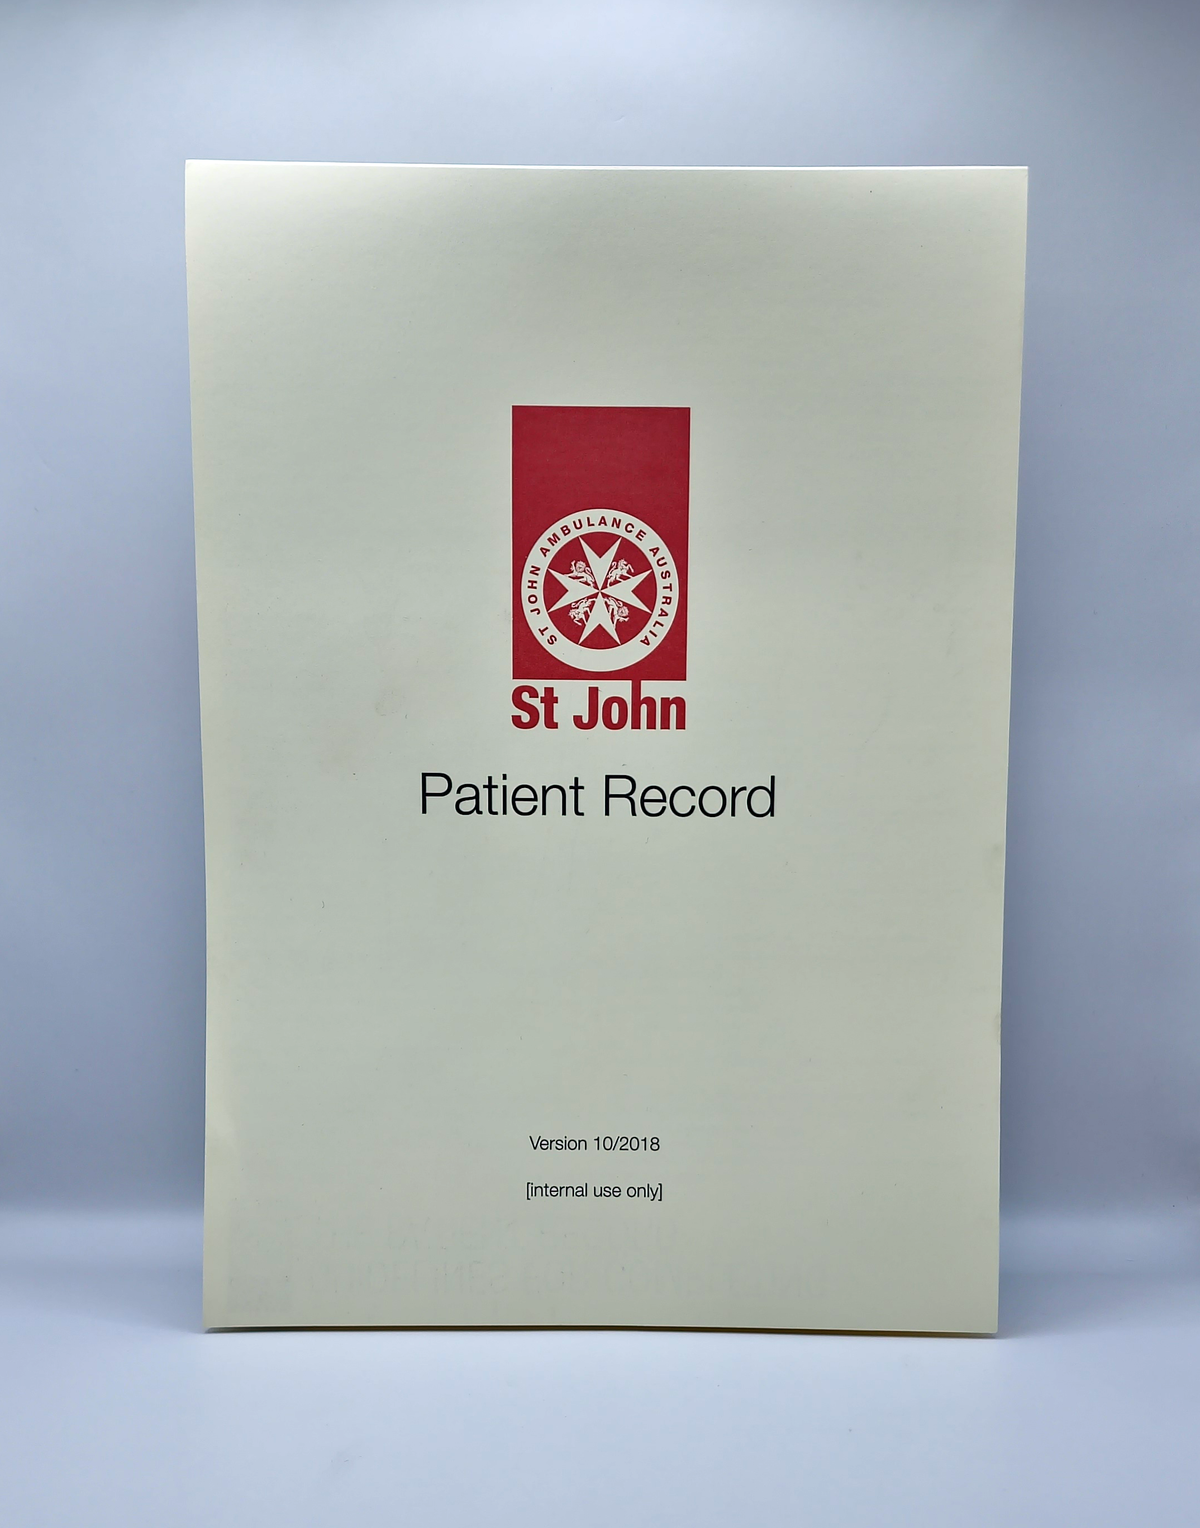 ST JOHN AMBULANCE AUSTRALIA
St John
Patient Record
Version 10/2018
[internal use only]